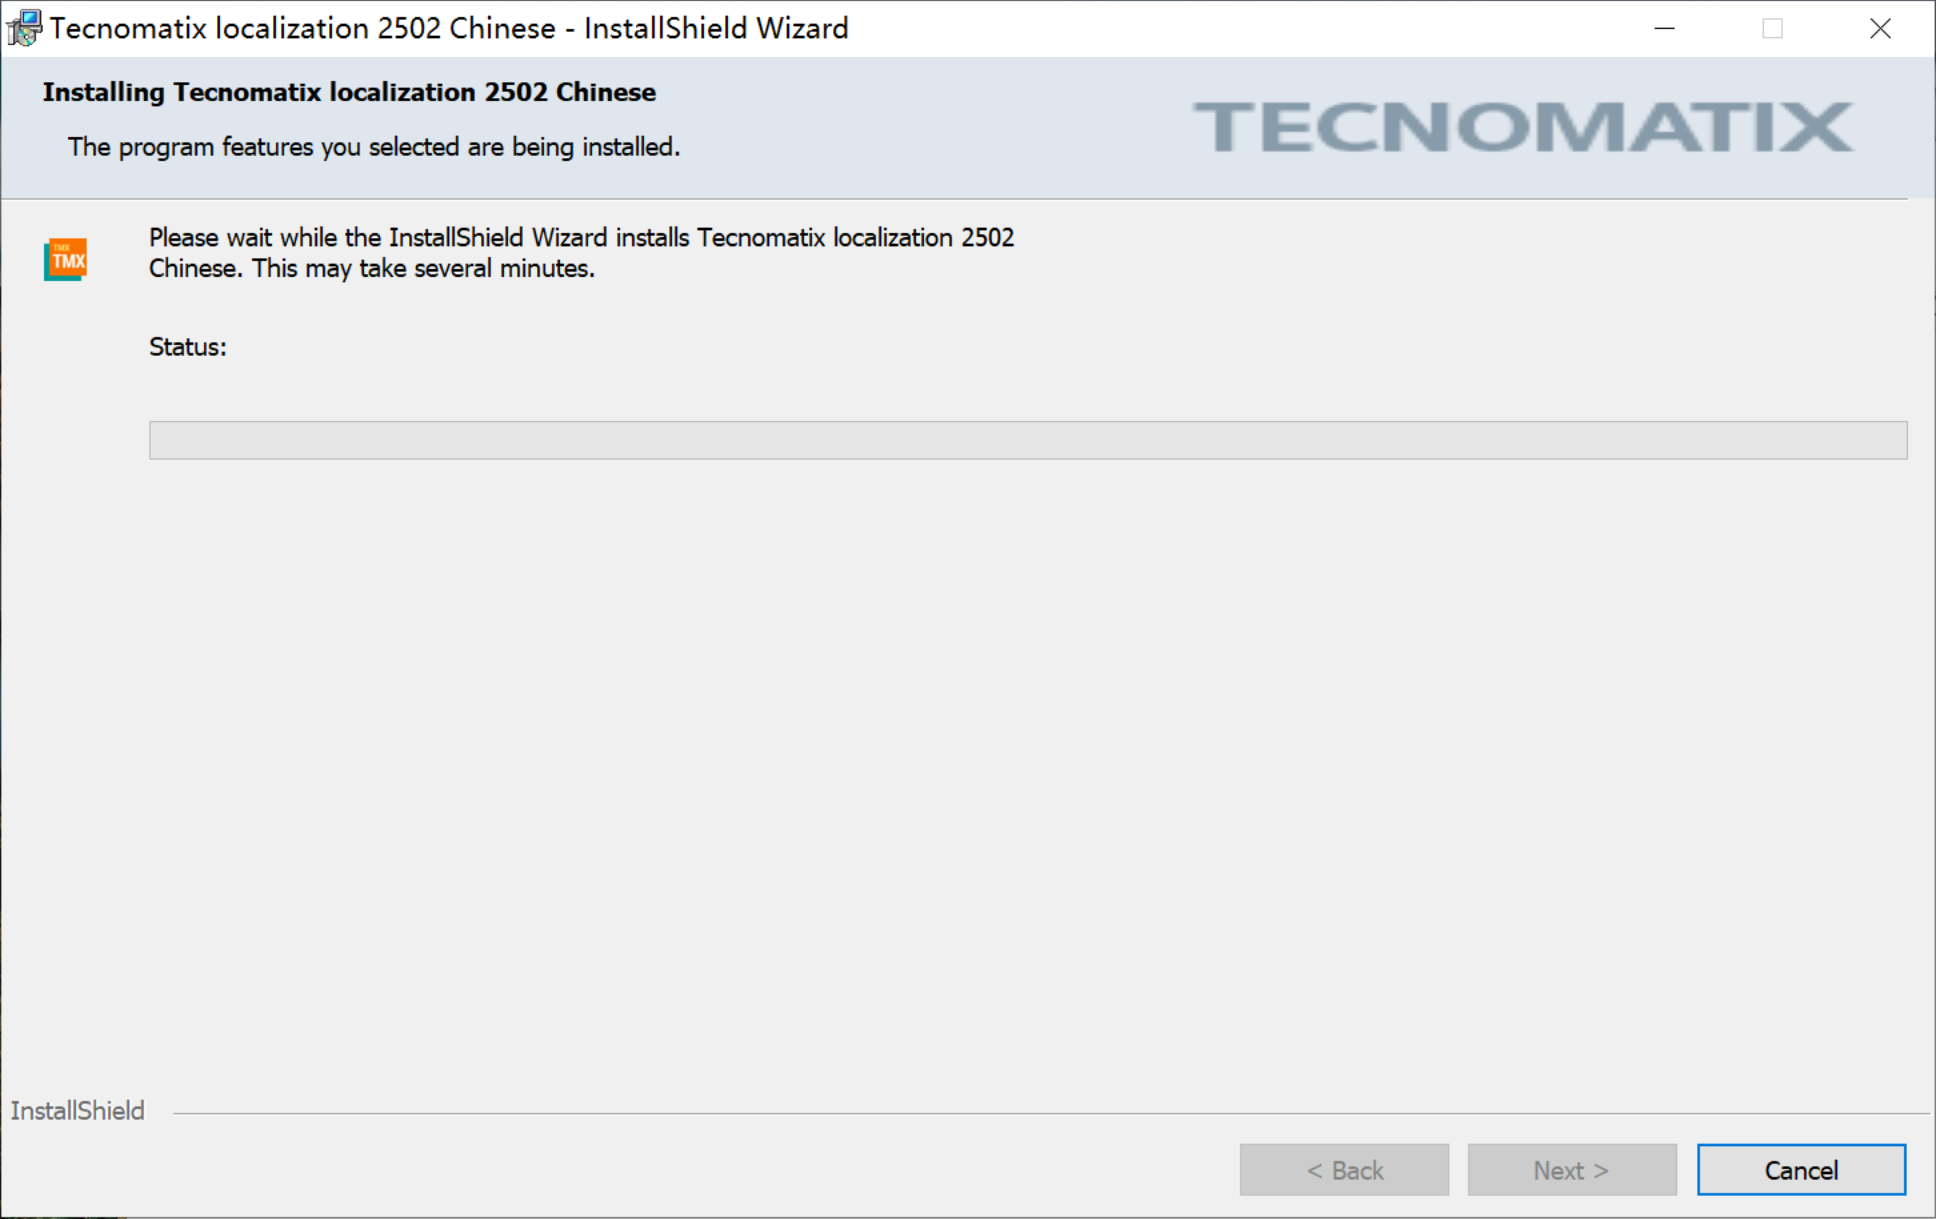 Tecnomatix localization 2502 Chinese - InstallShield Wizard
Installing Tecnomatix localization 2502 Chinese
The program features you selected are being installed.
TECNOMATIX
TMX
TMX
Please wait while the InstallShield Wizard installs Tecnomatix localization 2502
Chinese. This may take several minutes.
Status:
InstallShield
< Back
Next >
Cancel